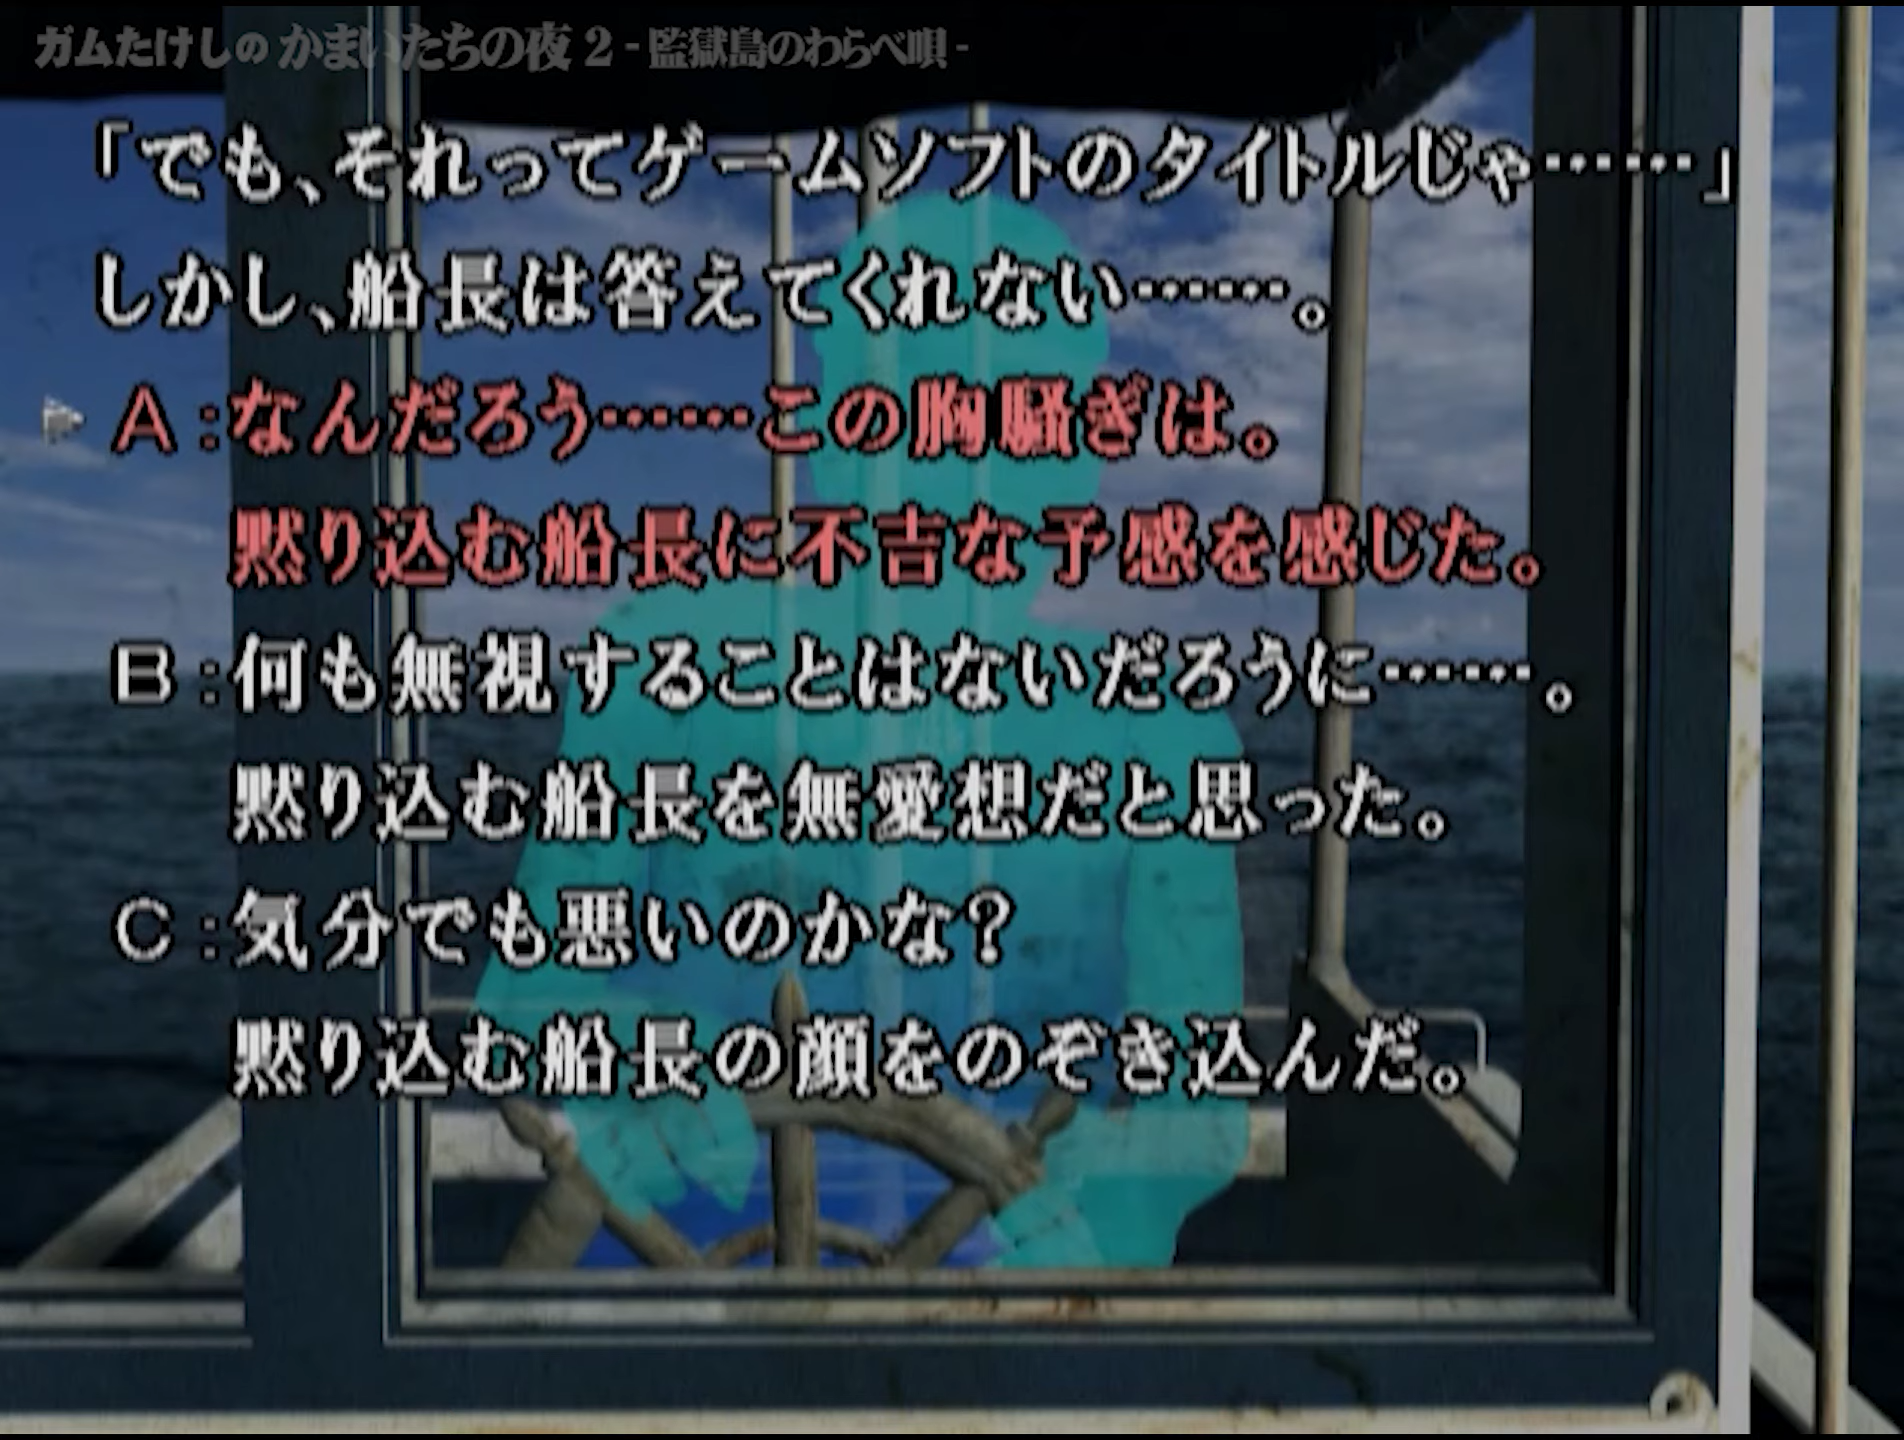 ガムたけしの かまいたちの夜2-監獄島のわらべ唄-
「でも、それってゲームソフトのタイトルじゃ……」
しかし、船長は答えてくれない……。
A:なんだろう……この胸騒ぎは。
黙り込む船長に不吉な予感を感じた。
B:何も無視することはないだろうに……。
黙り込む船長を無愛想だと思った。
C:気分でも悪いのかな?
黙り込む船長の顔をのぞき込んだ。